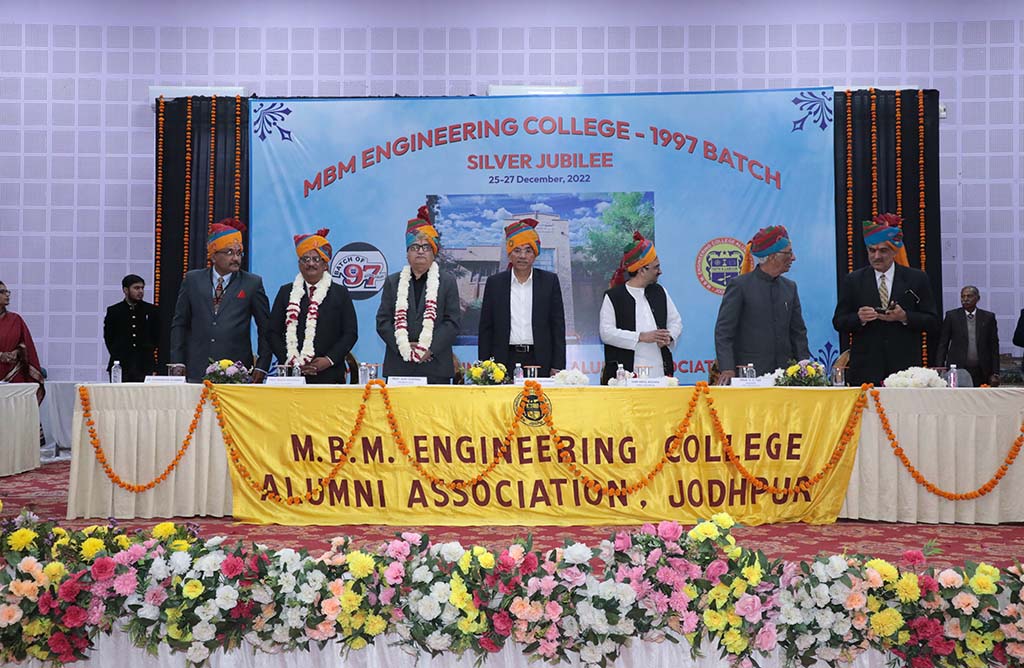 MBM ENGINEERING COLLEGE - 1997 BATCH
SILVER JUBILEE
25-27 December, 2022
BATCH OF
97
M.B.M. ENGINEERING COLLEGE
ALUMNI ASSOCIATION, JODHPUR